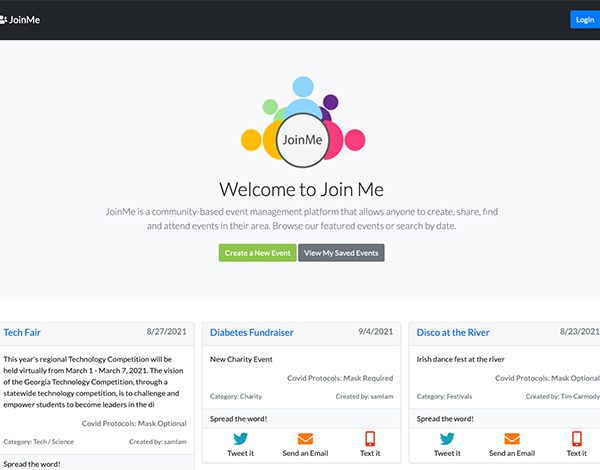 JoinMe
Login
JoinMe
Welcome to Join Me
JoinMe is a community-based event management platform that allows anyone to create, share, find
and attend events in their area. Browse our featured events or search by date.
Create a New Event
View My Saved Events
Tech Fair
8/27/2021
This year's regional Technology Competition will be
held virtually from March 1 - March 7, 2021. The vision
of the Georgia Technology Competition, through a
statewide technology competition, is to challenge and
empower students to become leaders in the di
Covid Protocols: Mask Optional
Category: Tech / Science
Created by: samlam
Spread the word!
Diabetes Fundraiser
9/4/2021
New Charity Event
Covid Protocols: Mask Required
Category: Charity
Created by: samlam
Spread the word!
Tweet it
Send an Email
Text it
Disco at the River
8/23/2021
Irish dance fest at the river
Covid Protocols: Mask Optional
Category: Festivals
Created by: Tim Carmody
Spread the word!
Tweet it
Send an Email
Text it